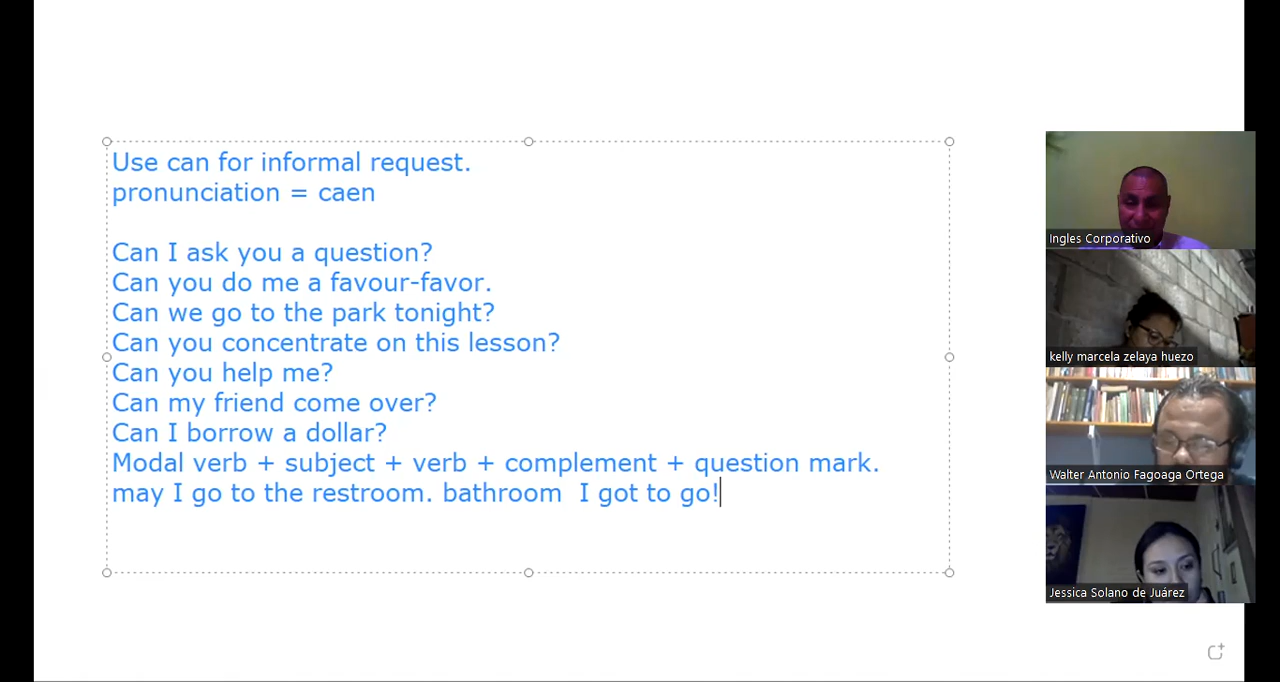 Use can for informal request.
pronunciation = caen
Can I ask you a question?
Can you do me a favour-favor.
Can we go to the park tonight?
Can you concentrate on this lesson?
Can you help me?
Can my friend come over?
Can I borrow a dollar?
Modal verb + subject + verb + complement + question mark.
may I go to the restroom. bathroom  I got to go!
Ingles Corporativo
kelly marcela zelaya huezo
Walter Antonio Fagoaga Ortega
Jessica Solano de Juárez